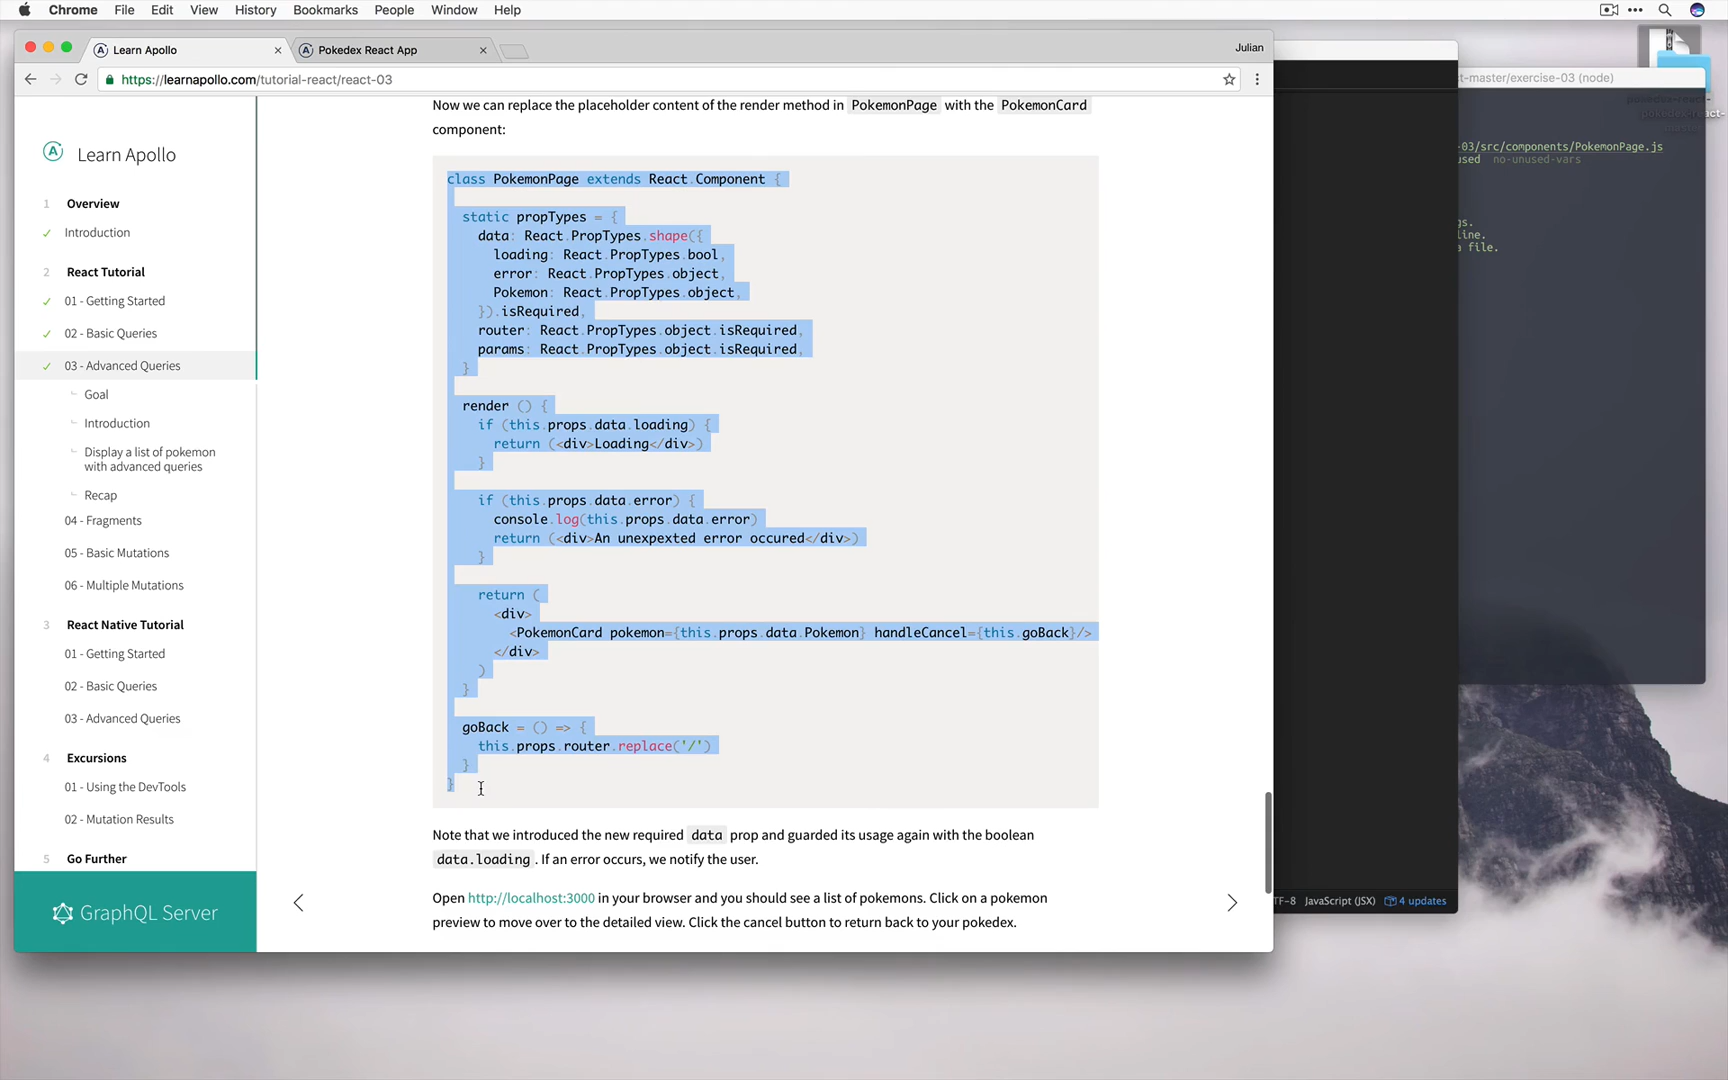 Chrome File Edit View History Bookmarks People Window Help
Learn Apollo
Pokedex React App
Julian
https://learnapollo.com/tutorial-react/react-03
Learn Apollo
1 Overview
Introduction
2 React Tutorial
01 - Getting Started
02 - Basic Queries
03 - Advanced Queries
Goal
Introduction
Display a list of pokemon
with advanced queries
Recap
04 - Fragments
05 - Basic Mutations
06 - Multiple Mutations
3 React Native Tutorial
01 - Getting Started
02 - Basic Queries
03 - Advanced Queries
4 Excursions
01 - Using the DevTools
02 - Mutation Results
5 Go Further
GraphQL Server
Now we can replace the placeholder content of the render method in PokemonPage with the PokemonCard
component:
class PokemonPage extends React.Component {
static propTypes = {
data: React.PropTypes.shape({
loading: React.PropTypes.bool,
error: React.PropTypes.object,
Pokemon: React.PropTypes.object,
}).isRequired,
router: React.PropTypes.object.isRequired,
params: React.PropTypes.object.isRequired,
}
render () {
if (this.props.data.loading) {
return (<div>Loading</div>)
}
if (this.props.data.error) {
console.log(this.props.data.error)
return (<div>An unexpexted error occured</div>)
}
return (
<div>
<PokemonCard pokemon={this.props.data.Pokemon} handleCancel={this.goBack}/>
</div>
)
}
goBack = () => {
this.props.router.replace('/')
}
}
Note that we introduced the new required data prop and guarded its usage again with the boolean
data.loading. If an error occurs, we notify the user.
Open http://localhost:3000 in your browser and you should see a list of pokemons. Click on a pokemon
preview to move over to the detailed view. Click the cancel button to return back to your pokedex.
ct-master/exercise-03 (node)
-03/src/components/PokemonPage.js
used no-unused-vars
gs.
line.
a file.
TF-8 JavaScript (JSX) 4 updates